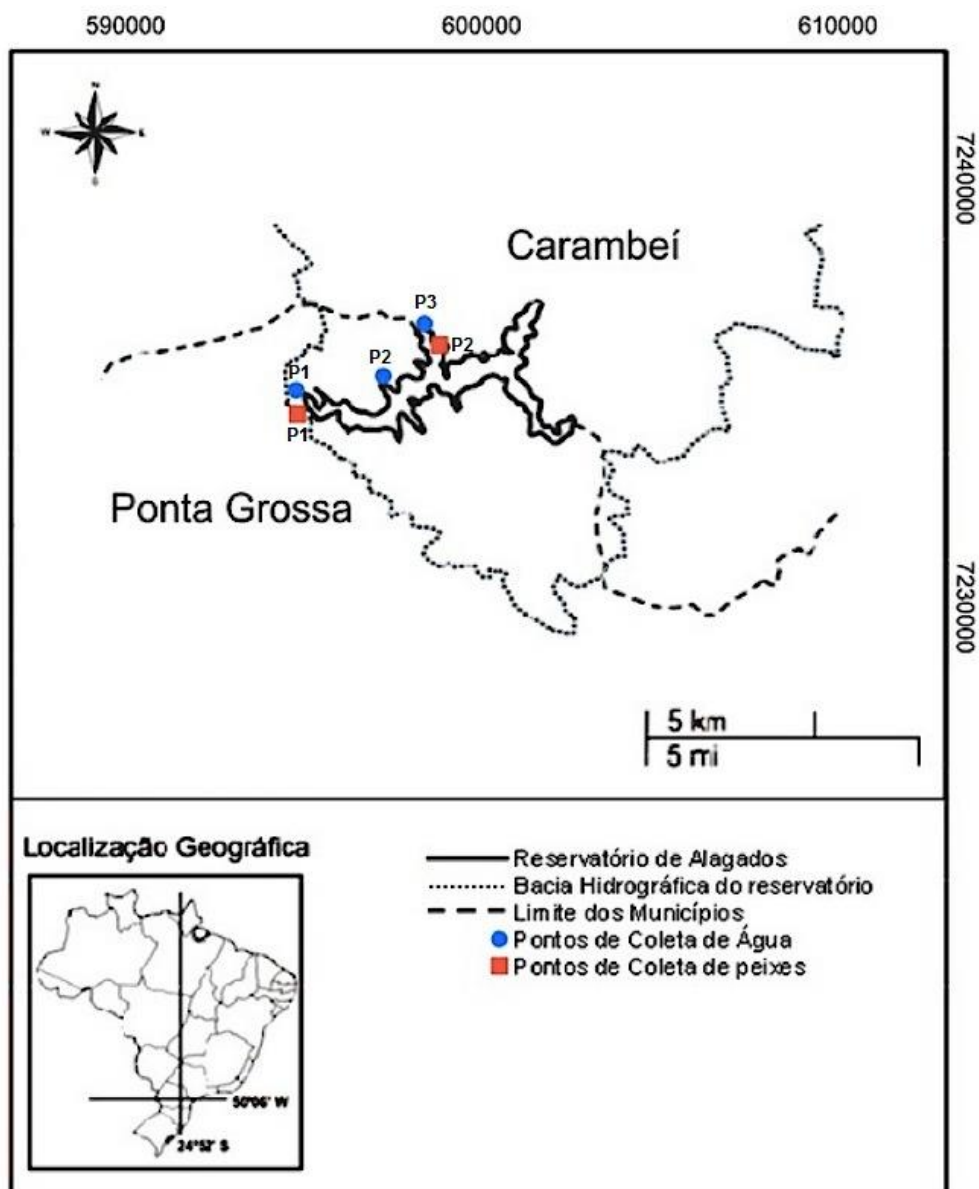 590000 600000 610000
N
W E
S
7240000
Carambeí
P3
P2
P2
P1
P1
Ponta Grossa
7230000
5 km
5 mi
Localização Geográfica
Reservatório de Alagados
Bacia Hidrográfica do reservatório
Limite dos Municípios
Pontos de Coleta de Água
Pontos de Coleta de peixes
50°06' W
24°52' S